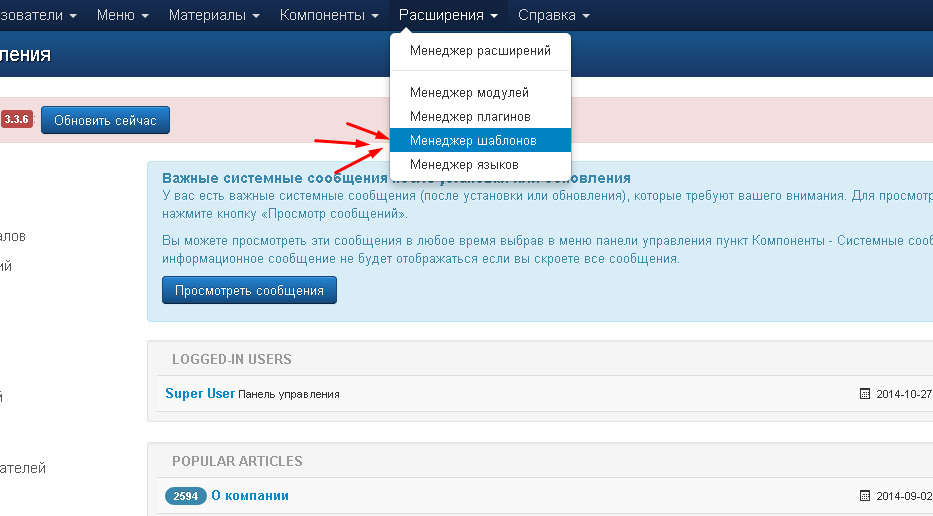 зователи Меню Материалы Компоненты Расширения Справка
ления
Менеджер расширений
Менеджер модулей
Менеджер плагинов
Менеджер шаблонов
Менеджер языков
3.3.6 Обновить сейчас
Важные системные сообщения после установки или обновления
У вас есть важные системные сообщения (после установки или обновления), которые требуют вашего внимания. Для просмотр
нажмите кнопку «Просмотр сообщений».
Вы можете просмотреть эти сообщения в любое время выбрав в меню панели управления пункт Компоненты - Системные сооб
информационное сообщение не будет отображаться если вы скроете все сообщения.
Просмотреть сообщения
алов
ий
й
ателей
LOGGED-IN USERS
Super User Панель управления 2014-10-27
POPULAR ARTICLES
2594 О компании 2014-09-02